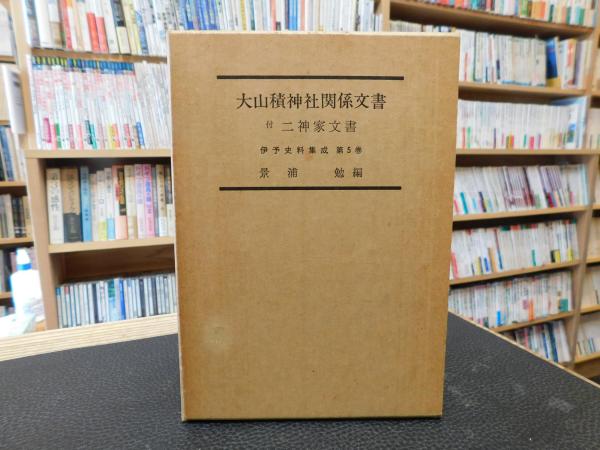 大山積神社関係文書
付 二神家文書
伊予史料集成 第5巻
景浦 勉編